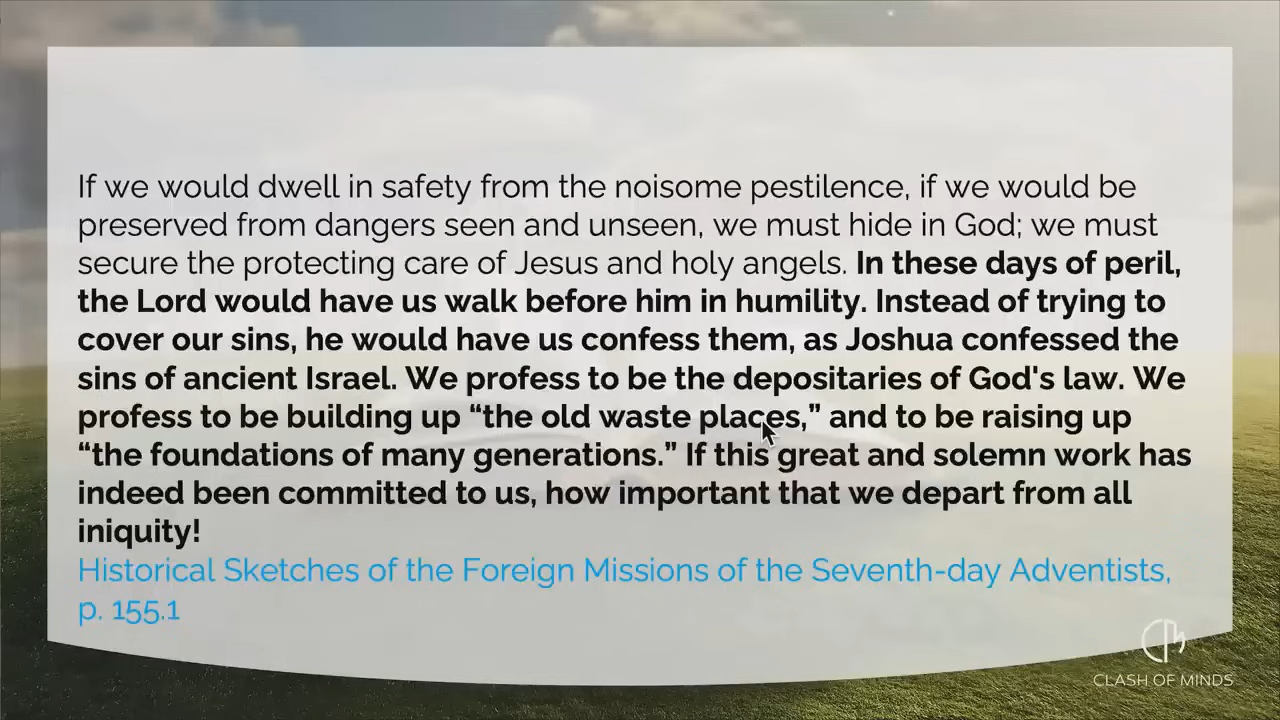 If we would dwell in safety from the noisome pestilence, if we would be
preserved from dangers seen and unseen, we must hide in God; we must
secure the protecting care of Jesus and holy angels. In these days of peril,
the Lord would have us walk before him in humility. Instead of trying to
cover our sins, he would have us confess them, as Joshua confessed the
sins of ancient Israel. We profess to be the depositaries of God's law. We
profess to be building up “the old waste places,” and to be raising up
“the foundations of many generations.” If this great and solemn work has
indeed been committed to us, how important that we depart from all
iniquity!
Historical Sketches of the Foreign Missions of the Seventh-day Adventists,
p. 155.1
CLASH OF MINDS